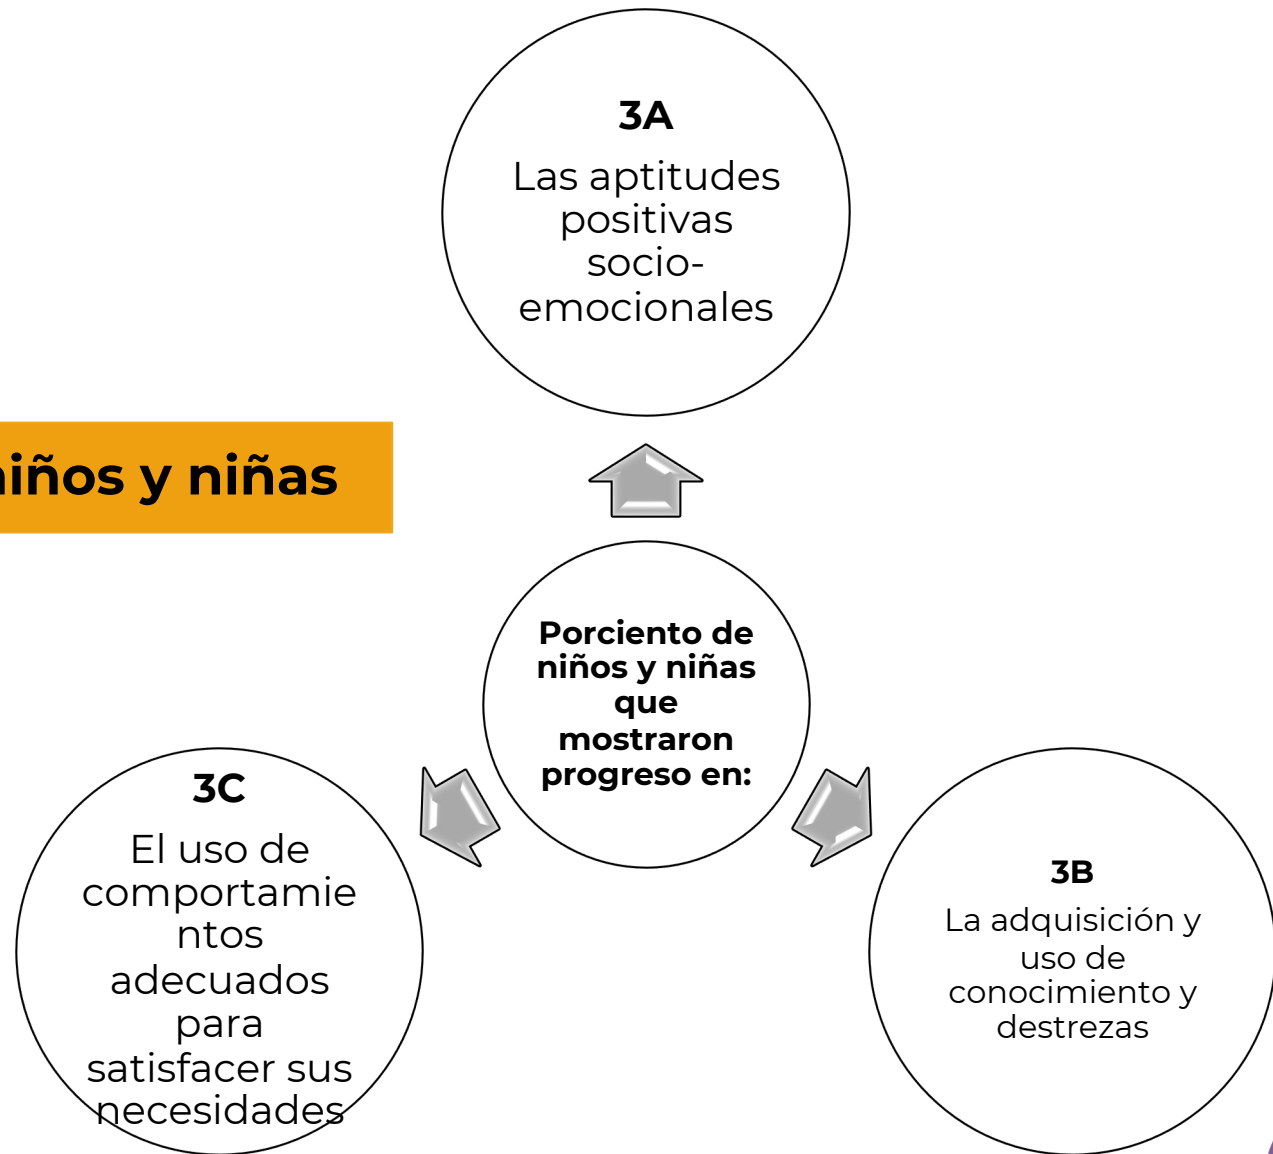 3A
Las aptitudes
positivas
socio-
emocionales
niños y niñas
Porciento de
niños y niñas
que
mostraron
progreso en:
3C
El uso de
comportamie
ntos
adecuados
para
satisfacer sus
necesidades
3B
La adquisición y
uso de
conocimiento y
destrezas